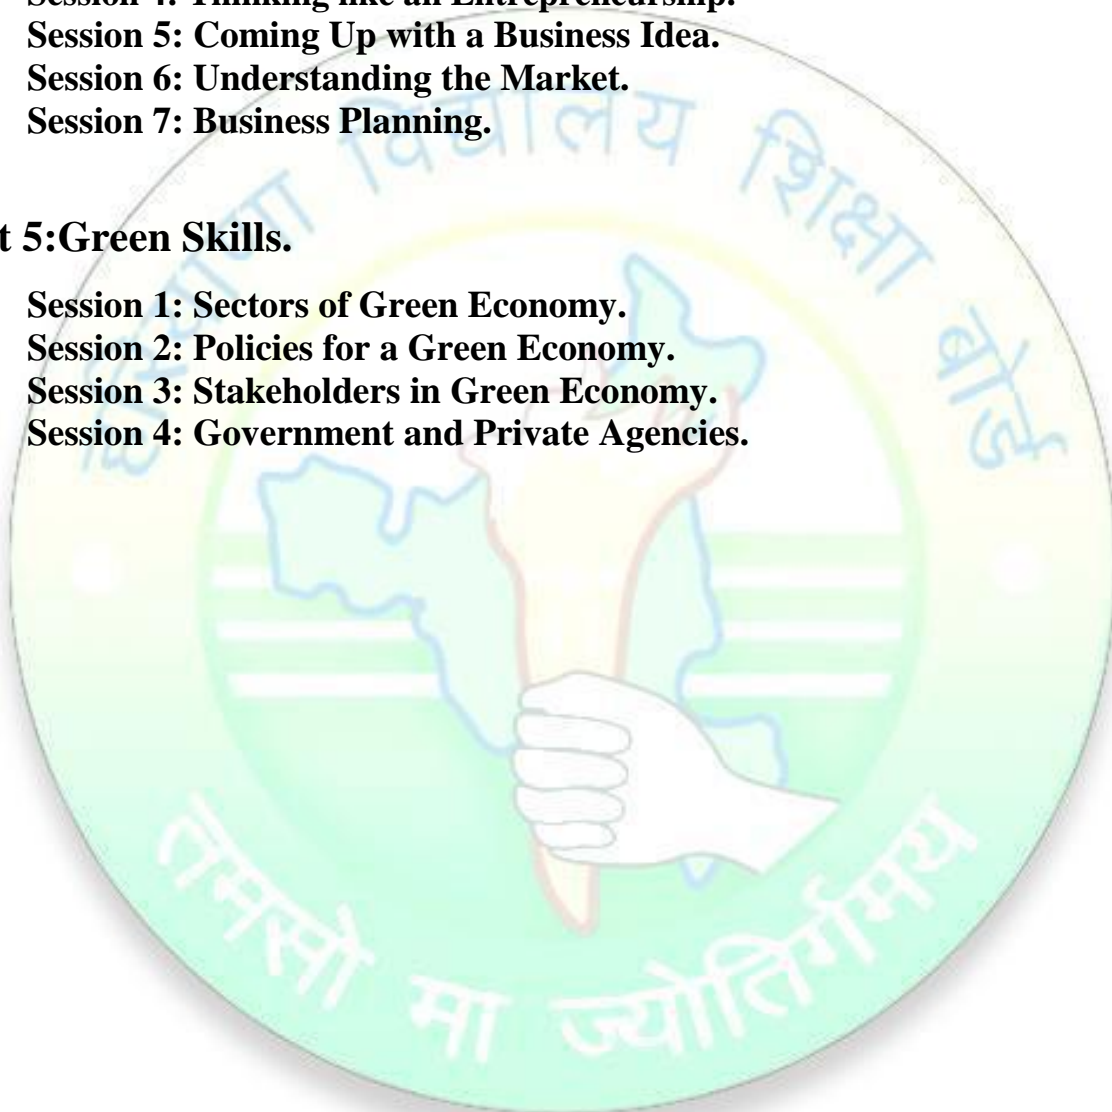 Session 4: Thinking like an Entrepreneurship.
Session 5: Coming Up with a Business Idea.
Session 6: Understanding the Market.
Session 7: Business Planning.
t 5:Green Skills.
Session 1: Sectors of Green Economy.
Session 2: Policies for a Green Economy.
Session 3: Stakeholders in Green Economy.
Session 4: Government and Private Agencies.
हरियाणा विद्यालय शिक्षा बोर्ड
तमसो मा ज्योतिर्गमय